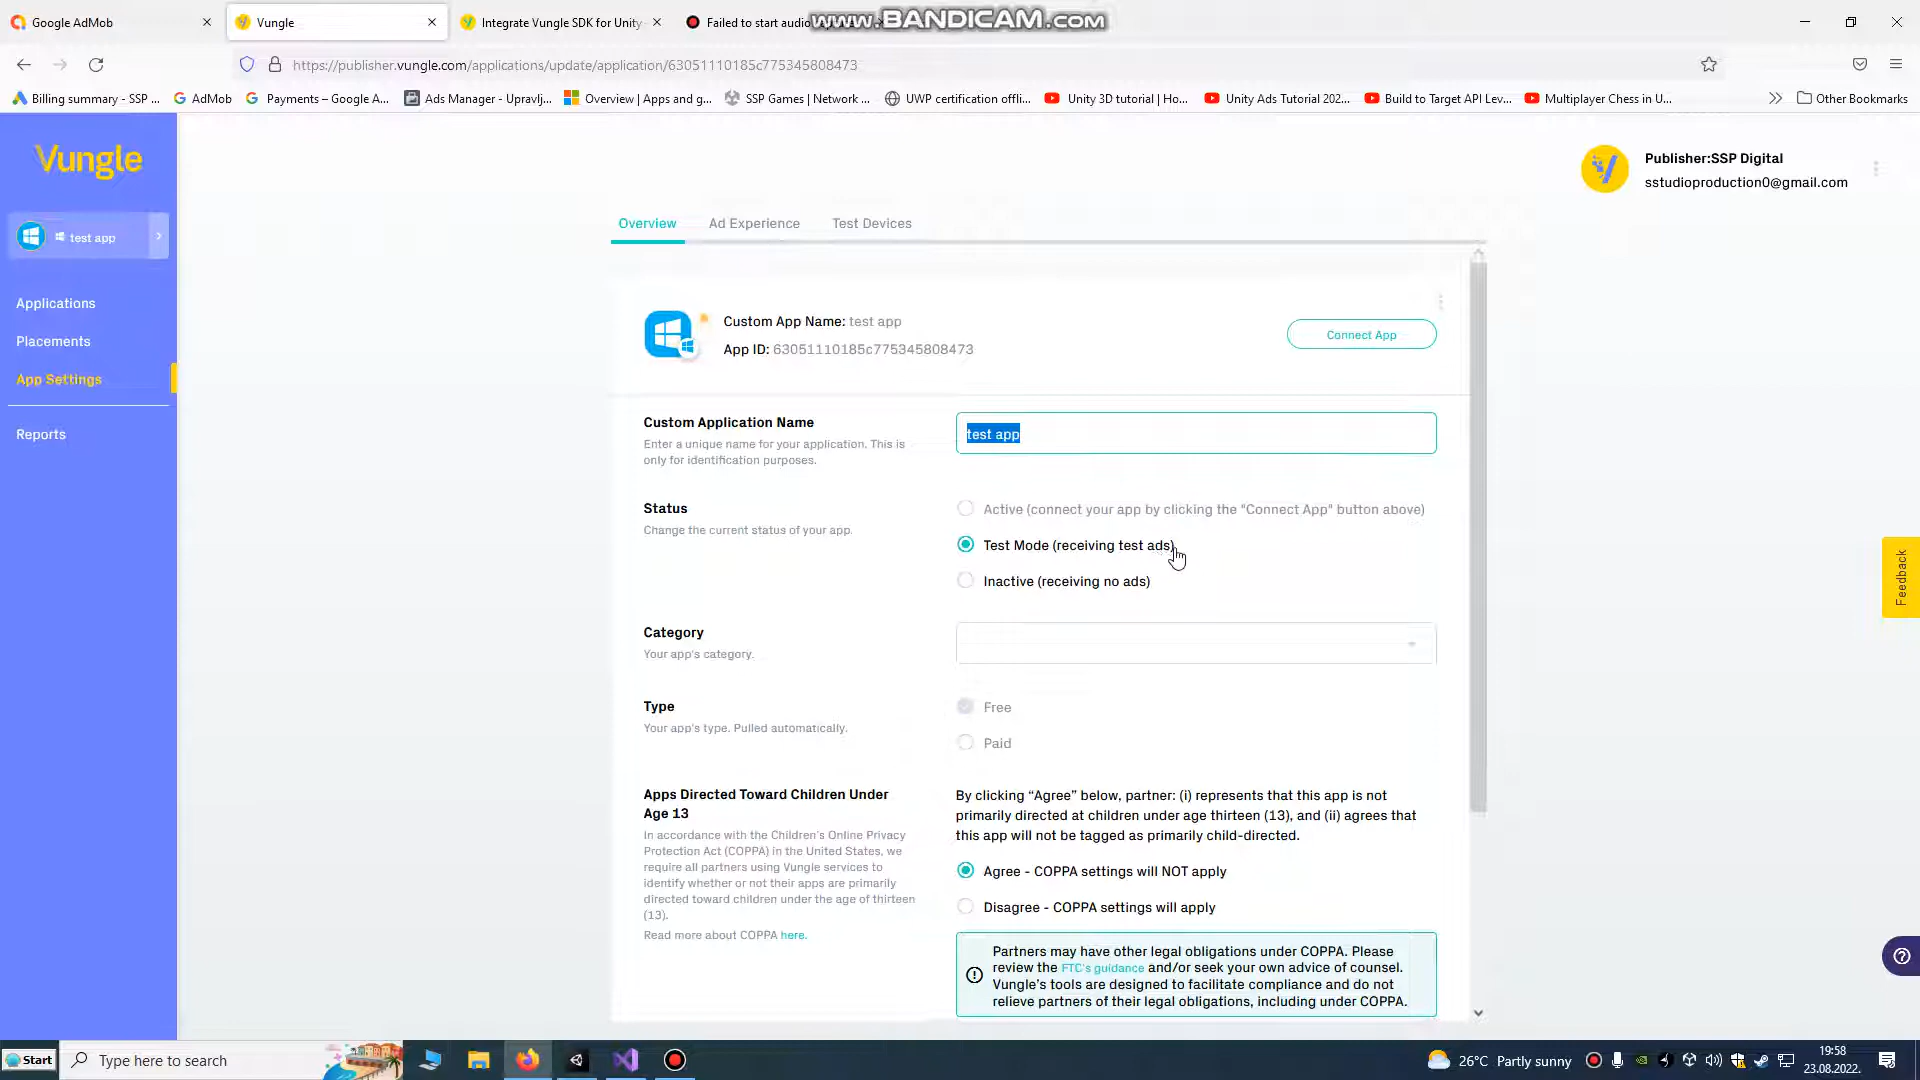 Google AdMob
Vungle
Integrate Vungle SDK for Unity
Failed to start audio
www.BANDICAM.com
https://publisher.vungle.com/applications/update/application/63051110185c775345808473
Billing summary - SSP ...
AdMob
Payments – Google A...
Ads Manager - Upravlj...
Overview | Apps and g...
SSP Games | Network ...
UWP certification offli...
Unity 3D tutorial | Ho...
Unity Ads Tutorial 202...
Build to Target API Lev...
Multiplayer Chess in U...
Other Bookmarks
Vungle
Publisher:SSP Digital
sstudioproduction0@gmail.com
test app
Applications
Placements
App Settings
Reports
Overview
Ad Experience
Test Devices
Custom App Name: test app
App ID: 63051110185c775345808473
Connect App
Custom Application Name
Enter a unique name for your application. This is
only for identification purposes.
test app
Status
Change the current status of your app.
Active (connect your app by clicking the "Connect App" button above)
Test Mode (receiving test ads)
Inactive (receiving no ads)
Category
Your app's category.
Type
Your app's type. Pulled automatically.
Free
Paid
Apps Directed Toward Children Under
Age 13
In accordance with the Children's Online Privacy
Protection Act (COPPA) in the United States, we
require all partners using Vungle services to
identify whether or not their apps are primarily
directed toward children under the age of thirteen
(13).
Read more about COPPA here.
By clicking “Agree” below, partner: (i) represents that this app is not
primarily directed at children under age thirteen (13), and (ii) agrees that
this app will not be tagged as primarily child-directed.
Agree - COPPA settings will NOT apply
Disagree - COPPA settings will apply
Partners may have other legal obligations under COPPA. Please
review the FTC's guidance and/or seek your own advice of counsel.
Vungle's tools are designed to facilitate compliance and do not
relieve partners of their legal obligations, including under COPPA.
Feedback
Start
Type here to search
26°C Partly sunny
19:58
23.08.2022.